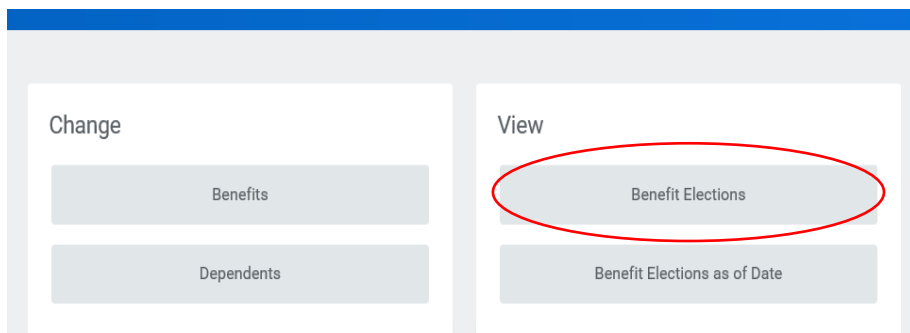 Change
Benefits
Dependents
View
Benefit Elections
Benefit Elections as of Date